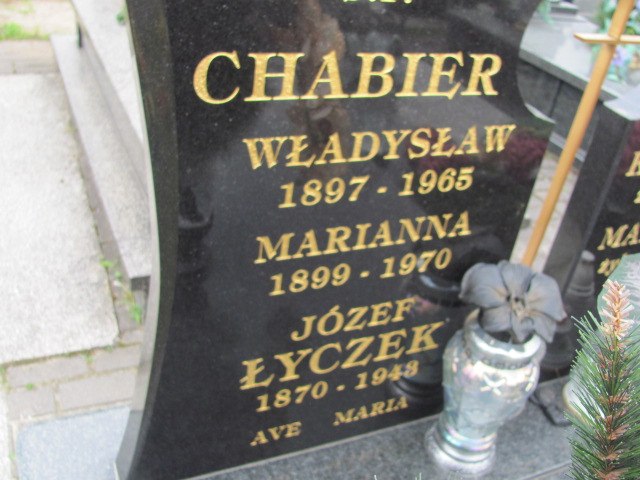 CHABIER
WŁADYSŁAW
1897 - 1965
MARIANNA
1899 - 1970
JÓZEF
ŁYCZEK
1870 - 1943
AVE MARIA